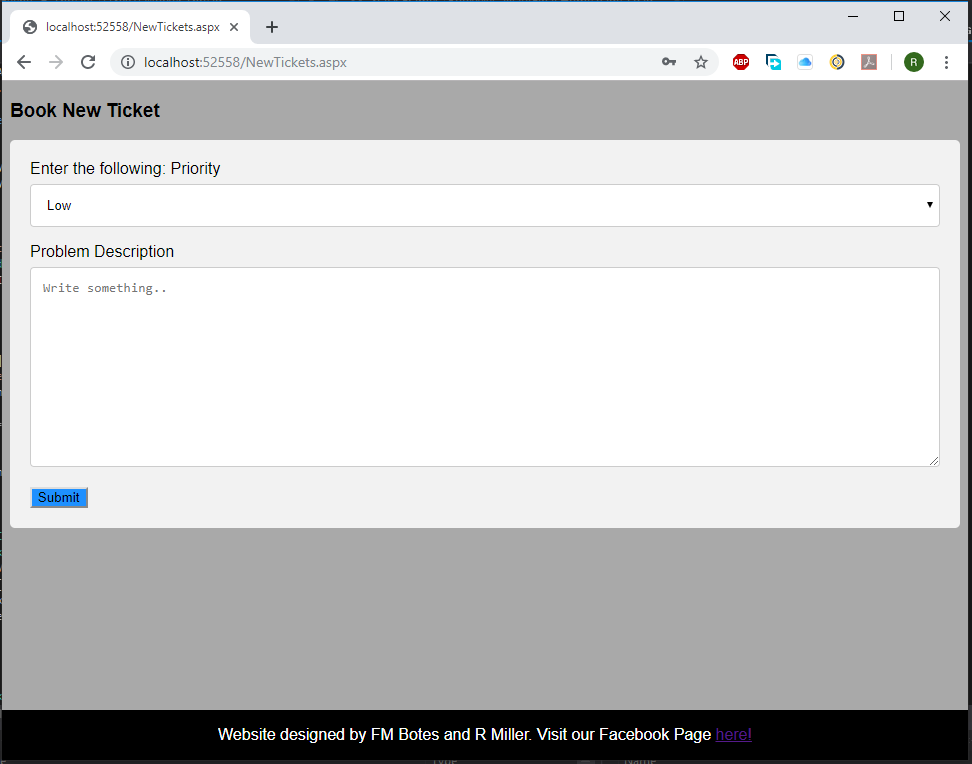 localhost:52558/NewTickets.aspx
localhost:52558/NewTickets.aspx
ABP
R
Book New Ticket
Enter the following: Priority
Low
Problem Description
Write something..
Submit
Website designed by FM Botes and R Miller. Visit our Facebook Page here!